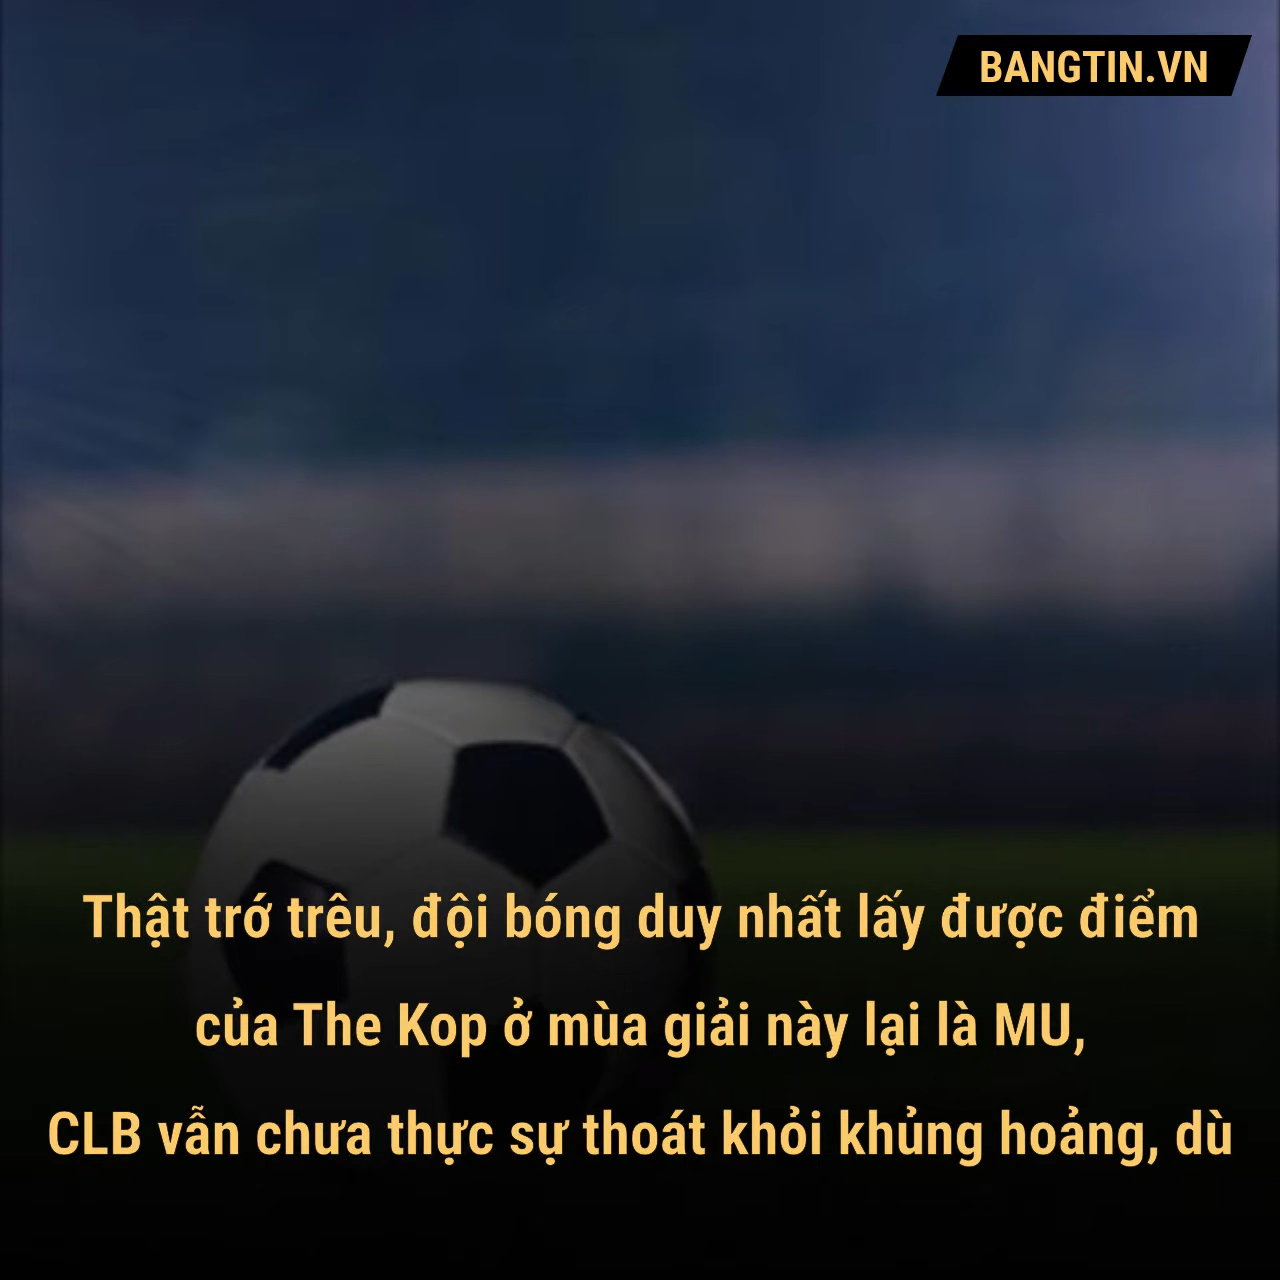 BANGTIN.VN
Thật trớ trêu, đội bóng duy nhất lấy được điểm
của The Kop ở mùa giải này lại là MU,
CLB vẫn chưa thực sự thoát khỏi khủng hoảng, dù